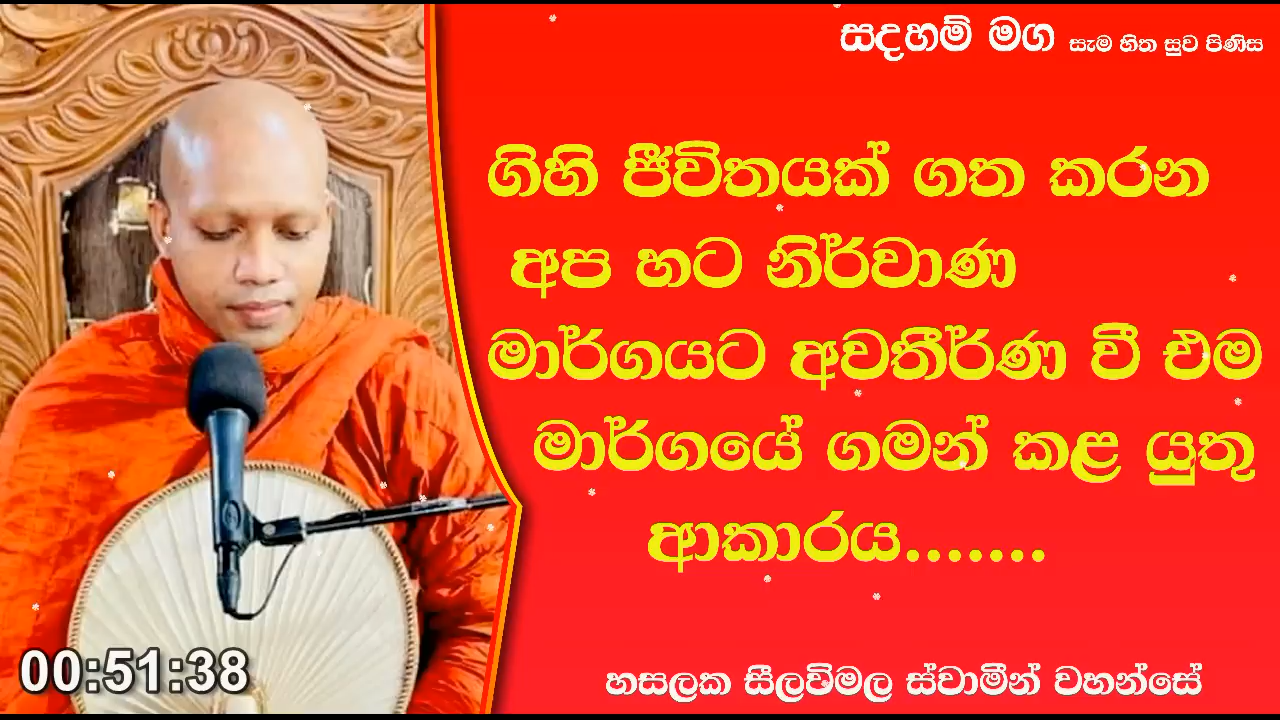 සදහම් මග සැම හිත සුව පිණිස
ගිහි ජීවිතයක් ගත කරන
අප හට නිර්වාණ
මාර්ගයට අවතීර්ණ වී එම
මාර්ගයේ ගමන් කළ යුතු
ආකාරය.......
හසලක සීලවිමල ස්වාමීන් වහන්සේ
00:51:38